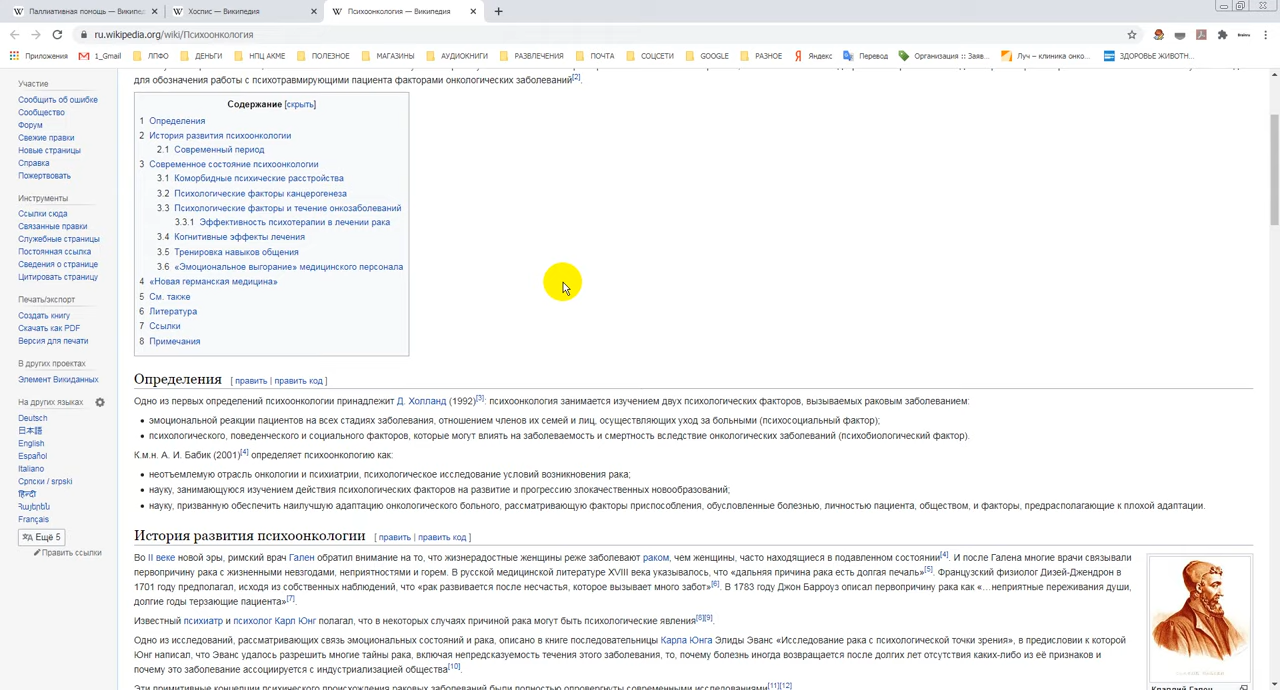 Паллиативная помощь — Википеді
Хоспис — Википедия
Психоонкология — Википедия
ru.wikipedia.org/wiki/Психоонкология
Приложения 1_Gmail ЛПФО ДЕНЬГИ НПЦ АКМЕ ПОЛЕЗНОЕ МАГАЗИНЫ АУДИОКНИГИ РАЗВЛЕЧЕНИЯ ПОЧТА СОЦСЕТИ GOOGLE РАЗНОЕ Яндекс Перевод Организация :: Заяв... Луч – клиника онко... ЗДОРОВЬЕ ЖИВОТН...
для обозначения работы с психотравмирующими пациента факторами онкологических заболеваний[2].
Участие
Сообщить об ошибке
Сообщество
Форум
Свежие правки
Новые страницы
Справка
Пожертвовать
Инструменты
Ссылки сюда
Связанные правки
Служебные страницы
Постоянная ссылка
Сведения о странице
Цитировать страницу
Печать/экспорт
Создать книгу
Скачать как PDF
Версия для печати
В других проектах
Элемент Викиданных
На других языках
Deutsch
日本語
English
Español
Italiano
Српски / srpski
हिन्दी
Հայերեն
Français
Ещё 5
Править ссылки
Содержание [скрыть]
1 Определения
2 История развития психоонкологии
2.1 Современный период
3 Современное состояние психоонкологии
3.1 Коморбидные психические расстройства
3.2 Психологические факторы канцерогенеза
3.3 Психологические факторы и течение онкозаболеваний
3.3.1 Эффективность психотерапии в лечении рака
3.4 Когнитивные эффекты лечения
3.5 Тренировка навыков общения
3.6 «Эмоциональное выгорание» медицинского персонала
4 «Новая германская медицина»
5 См. также
6 Литература
7 Ссылки
8 Примечания
Определения [ править | править код ]
Одно из первых определений психоонкологии принадлежит Д. Холланд (1992)[3]: психоонкология занимается изучением двух психологических факторов, вызываемых раковым заболеванием:
• эмоциональной реакции пациентов на всех стадиях заболевания, отношением членов их семей и лиц, осуществляющих уход за больными (психосоциальный фактор);
• психологического, поведенческого и социального факторов, которые могут влиять на заболеваемость и смертность вследствие онкологических заболеваний (психобиологический фактор).
К.м.н. А. И. Бабик (2001)[4] определяет психоонкологию как:
• неотъемлемую отрасль онкологии и психиатрии, психологическое исследование условий возникновения рака;
• науку, занимающуюся изучением действия психологических факторов на развитие и прогрессию злокачественных новообразований;
• науку, призванную обеспечить наилучшую адаптацию онкологического больного, рассматривающую факторы приспособления, обусловленные болезнью, личностью пациента, обществом, и факторы, предрасполагающие к плохой адаптации.
История развития психоонкологии [ править | править код ]
Во II веке новой эры, римский врач Гален обратил внимание на то, что жизнерадостные женщины реже заболевают раком, чем женщины, часто находящиеся в подавленном состоянии[4]. И после Галена многие врачи связывали
первопричину рака с жизненными невзгодами, неприятностями и горем. В русской медицинской литературе XVIII века указывалось, что «дальняя причина рака есть долгая печаль»[5]. Французский физиолог Дизей-Джендрон в
1701 году предполагал, исходя из собственных наблюдений, что «рак развивается после несчастья, которое вызывает много забот»[6]. В 1783 году Джон Барроуз описал первопричину рака как «…неприятные переживания души,
долгие годы терзающие пациента»[7].
Известный психиатр и психолог Карл Юнг полагал, что в некоторых случаях причиной рака могут быть психологические явления[8][9].
Одно из исследований, рассматривающих связь эмоциональных состояний и рака, описано в книге последовательницы Карла Юнга Элиды Эванс «Исследование рака с психологической точки зрения», в предисловии к которой
Юнг написал, что Эванс удалось разрешить многие тайны рака, включая непредсказуемость течения этого заболевания, то, почему болезнь иногда возвращается после долгих лет отсутствия каких-либо из её признаков и
почему это заболевание ассоциируется с индустриализацией общества[10].
Эти примитивные концепции психического происхождения раковых заболеваний были полностью опровергнуты современными исследованиями[11][12]
Клавдий Гален